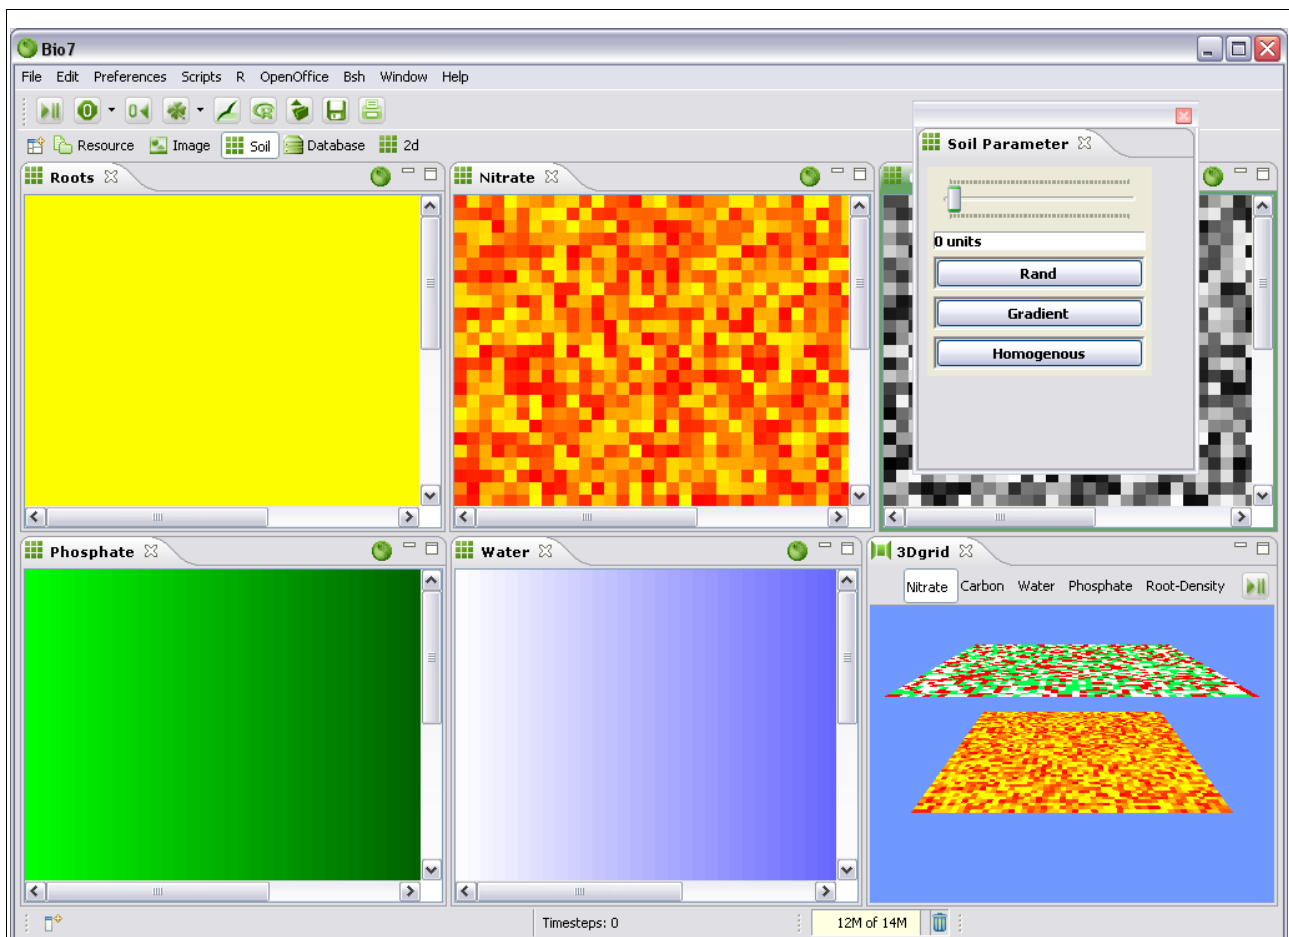 Bio7
File Edit Preferences Scripts R OpenOffice Bsh Window Help
Resource Image Soil Database 2d
Soil Parameter
Roots
Nitrate
0 units
Rand
Gradient
Homogenous
Phosphate
Water
3Dgrid
Nitrate Carbon Water Phosphate Root-Density
Timesteps: 0
12M of 14M